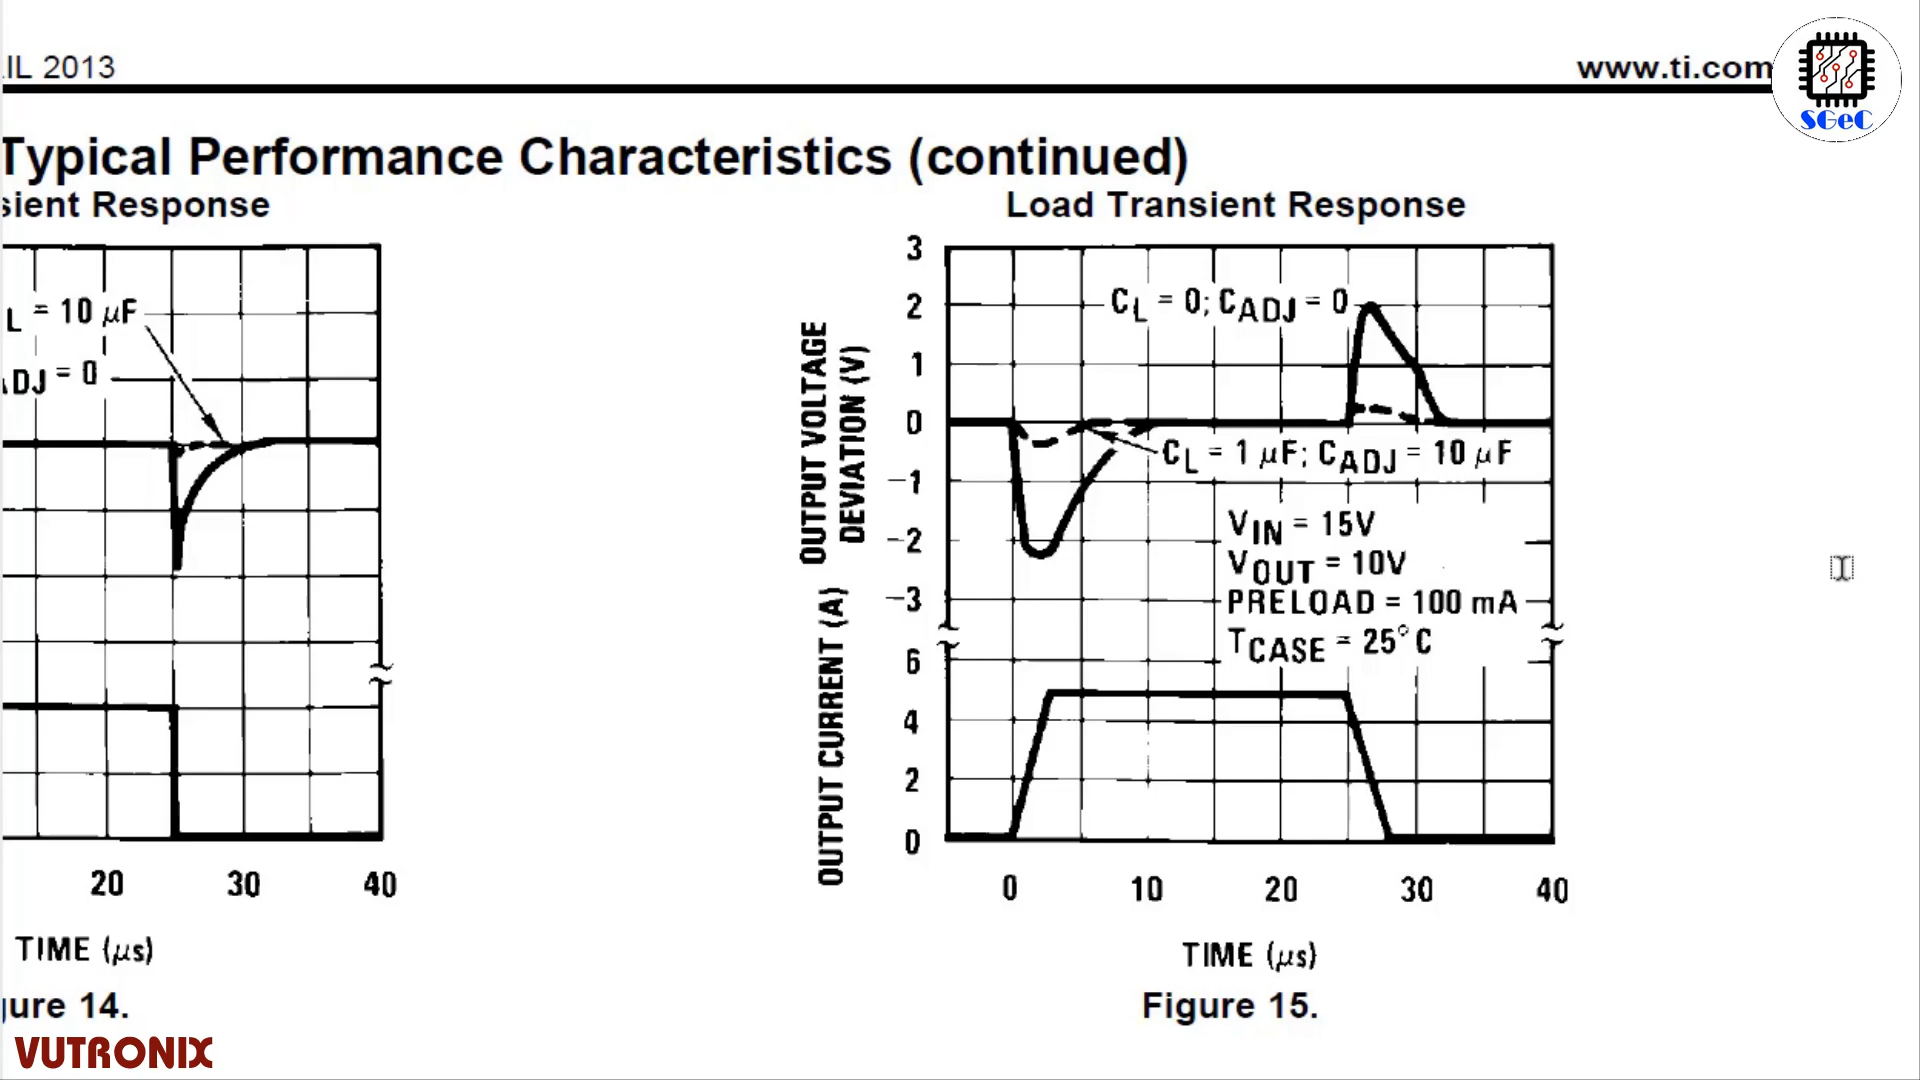 IL 2013
www.ti.com
SGeC
Typical Performance Characteristics (continued)
sient Response
Load Transient Response
L = 10 μF
ADJ = 0
20 30 40
TIME (μs)
gure 14.
OUTPUT VOLTAGE
DEVIATION (V)
OUTPUT CURRENT (A)
3
2
1
0
−1
−2
−3
6
4
2
0
CL = 0; CADJ = 0
CL = 1 μF; CADJ = 10 μF
VIN = 15V
VOUT = 10V
PRELOAD = 100 mA
TCASE = 25°C
0 10 20 30 40
TIME (μs)
Figure 15.
VUTRONIX